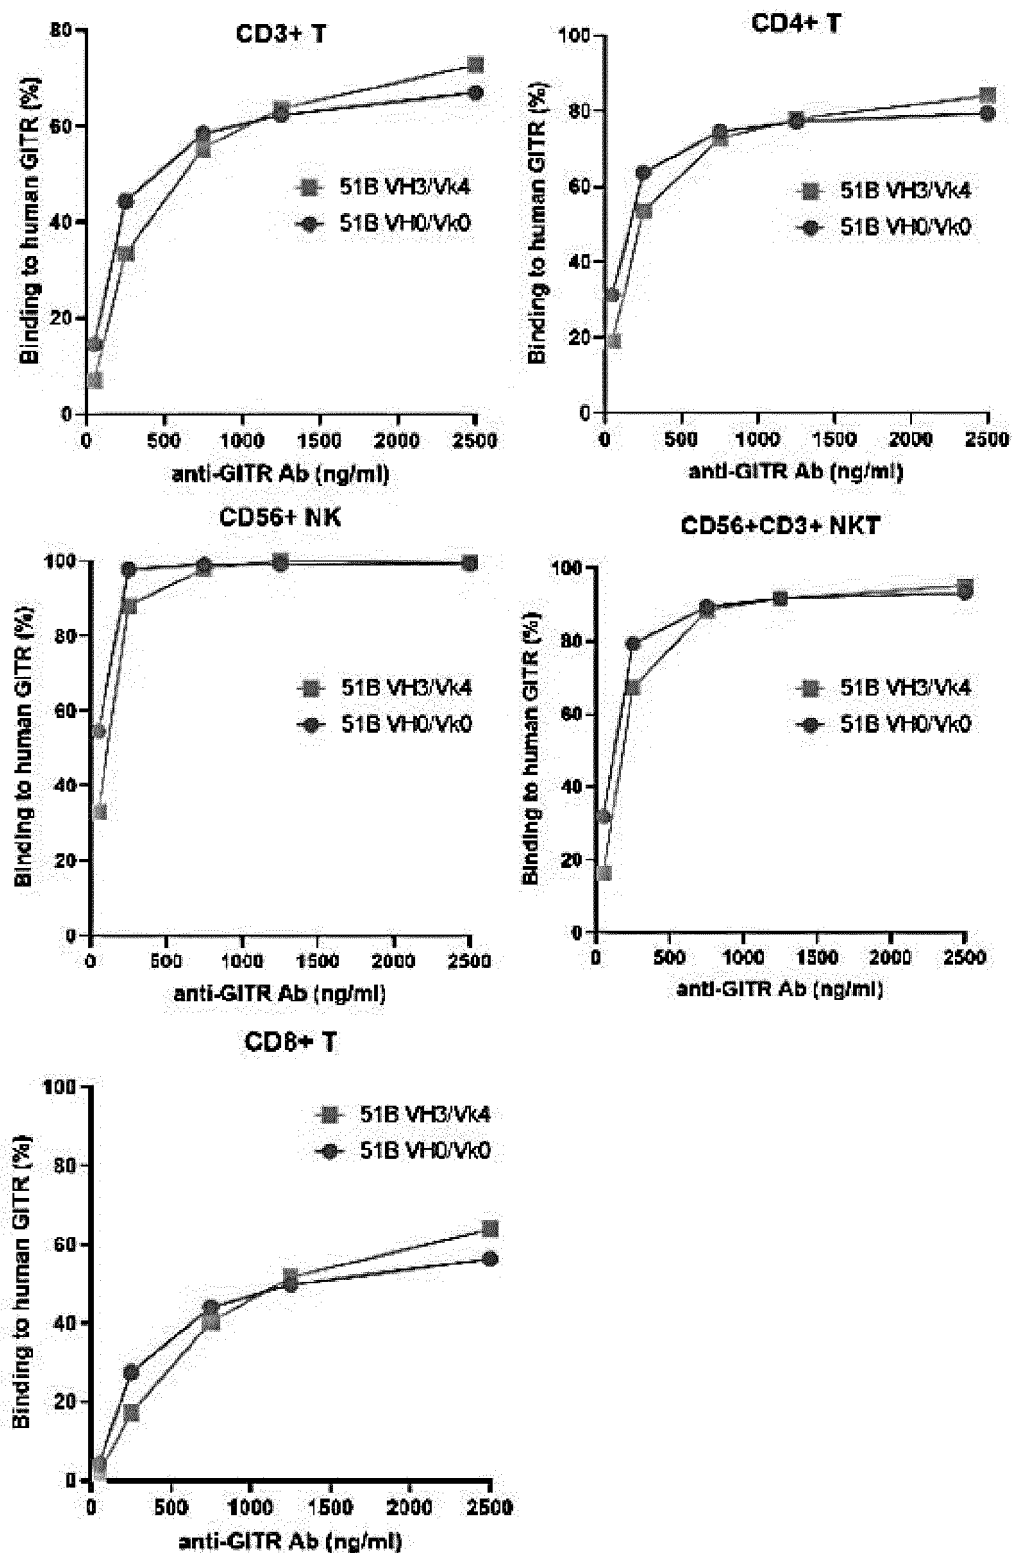 CD3+ T
Binding to human GITR (%)
80
60
40
20
0
51B VH3/Vk4
51B VH0/Vk0
0 500 1000 1500 2000 2500
anti-GITR Ab (ng/ml)
CD4+ T
Binding to human GITR (%)
100
80
60
40
20
0
51B VH3/Vk4
51B VH0/Vk0
0 500 1000 1500 2000 2500
anti-GITR Ab (ng/ml)
CD56+ NK
Binding to human GITR (%)
100
80
60
40
20
0
51B VH3/Vk4
51B VH0/Vk0
0 500 1000 1500 2000 2500
anti-GITR Ab (ng/ml)
CD56+CD3+ NKT
Binding to human GITR (%)
100
80
60
40
20
0
51B VH3/Vk4
51B VH0/Vk0
0 500 1000 1500 2000 2500
anti-GITR Ab (ng/ml)
CD8+ T
Binding to human GITR (%)
100
80
60
40
20
0
51B VH3/Vk4
51B VH0/Vk0
0 500 1000 1500 2000 2500
anti-GITR Ab (ng/ml)